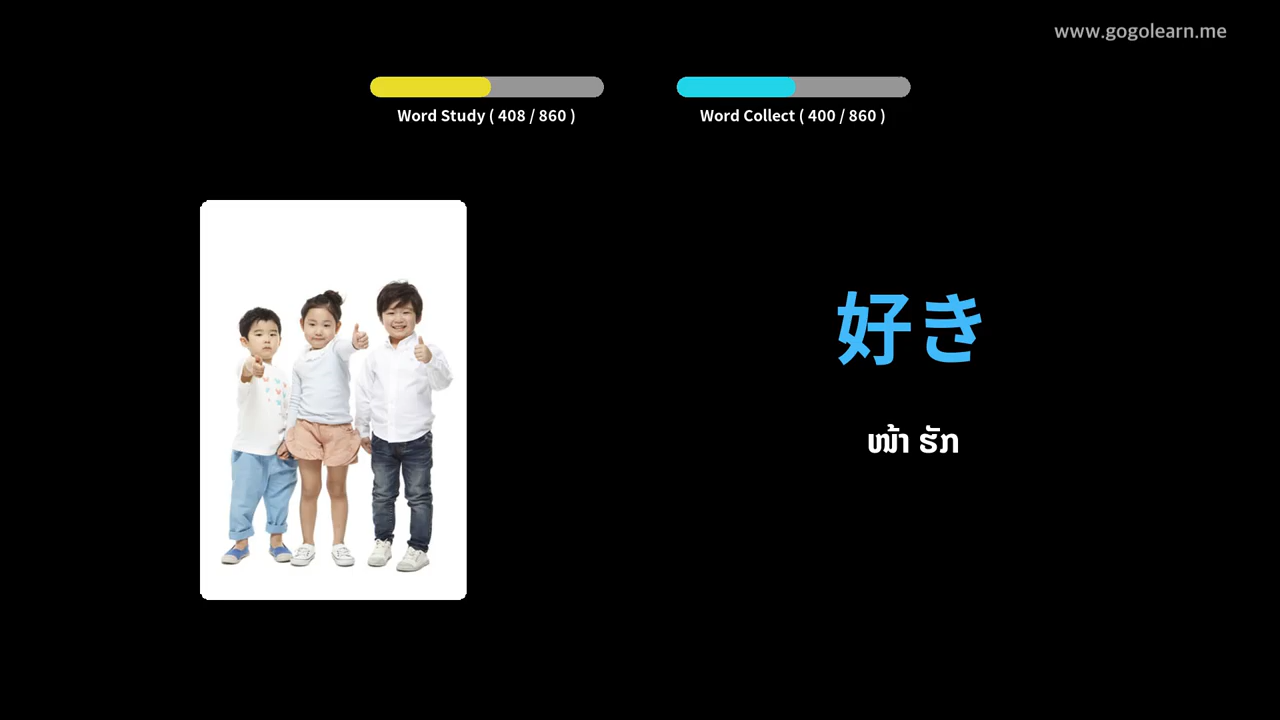 www.gogolearn.me
Word Study ( 408 / 860 )
Word Collect ( 400 / 860 )
好き
ໜ້າ ຮັກ